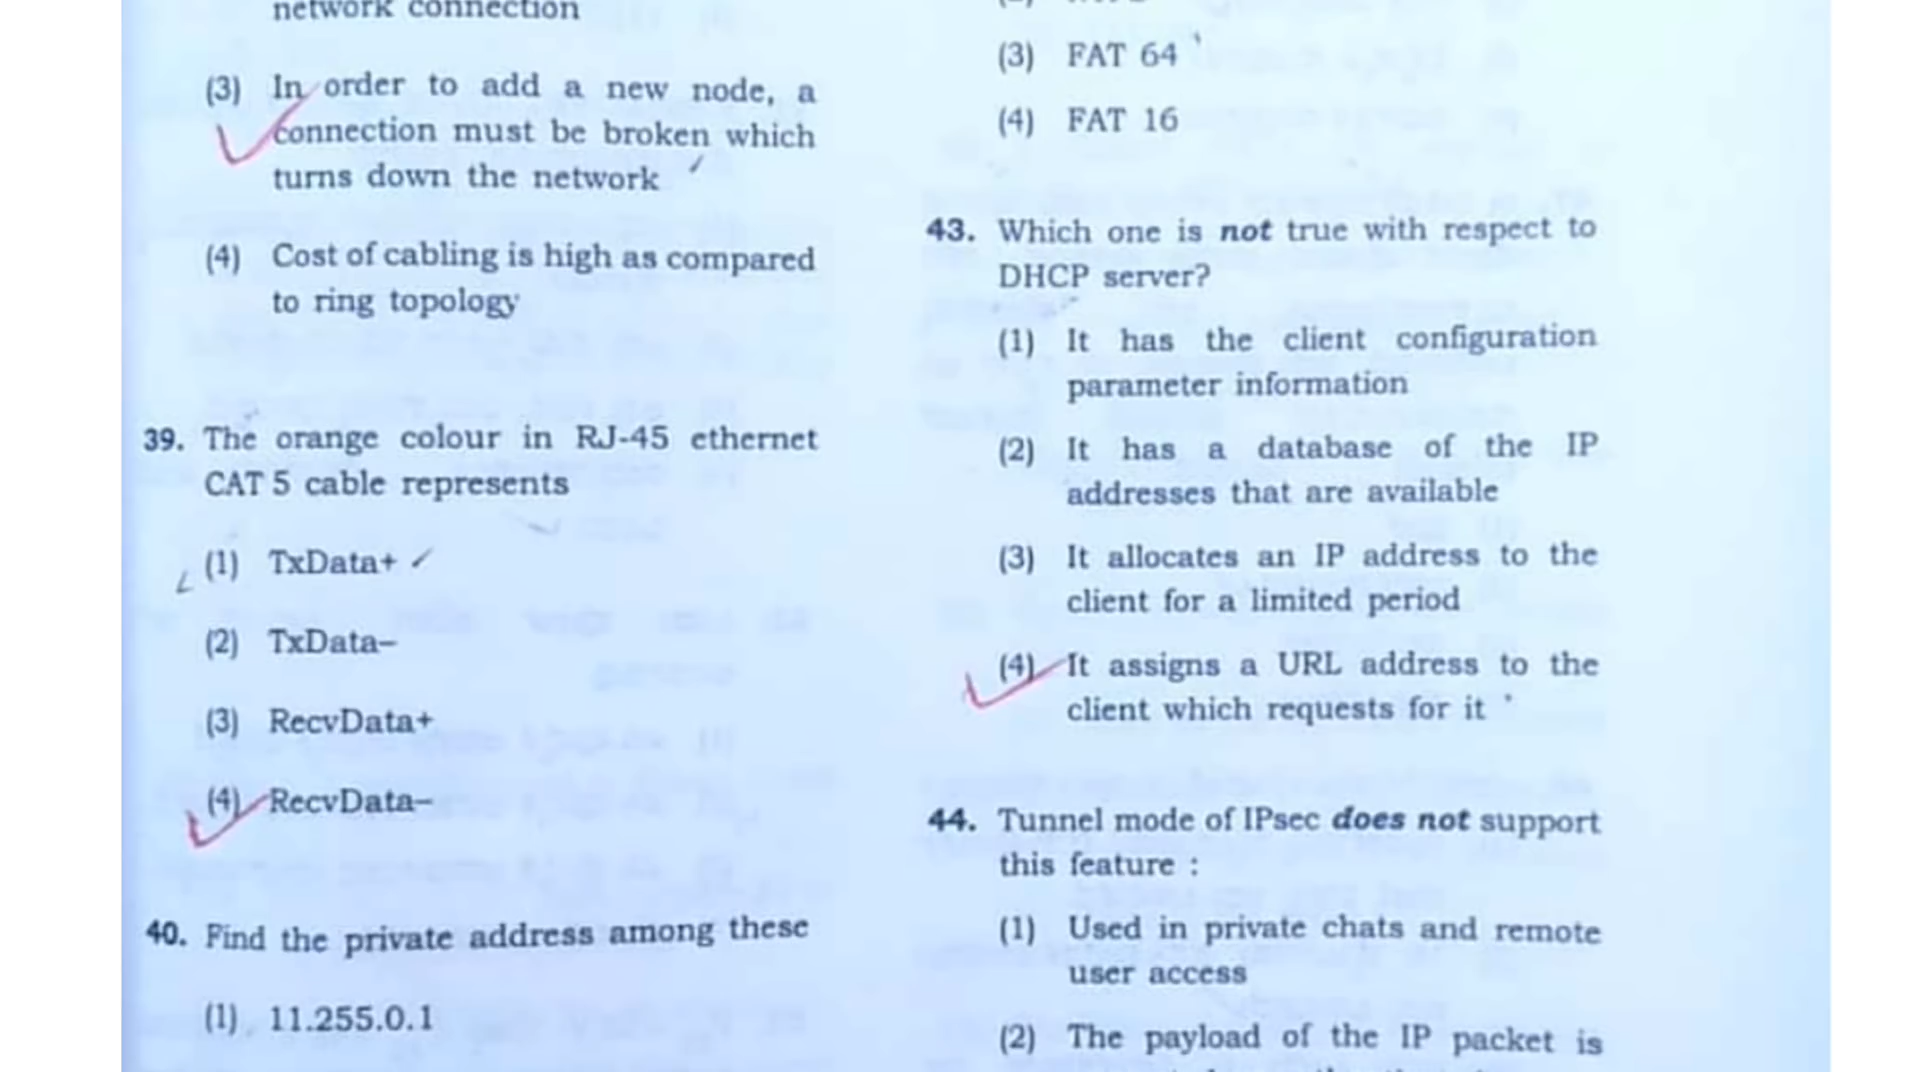 network connection
(3) In order to add a new node, a
connection must be broken which
turns down the network
(4) Cost of cabling is high as compared
to ring topology
39. The orange colour in RJ-45 ethernet
CAT 5 cable represents
(1) TxData+
(2) TxData–
(3) RecvData+
(4) RecvData–
40. Find the private address among these
(1) 11.255.0.1
(3) FAT 64
(4) FAT 16
43. Which one is not true with respect to
DHCP server?
(1) It has the client configuration
parameter information
(2) It has a database of the IP
addresses that are available
(3) It allocates an IP address to the
client for a limited period
(4) It assigns a URL address to the
client which requests for it
44. Tunnel mode of IPsec does not support
this feature :
(1) Used in private chats and remote
user access
(2) The payload of the IP packet is